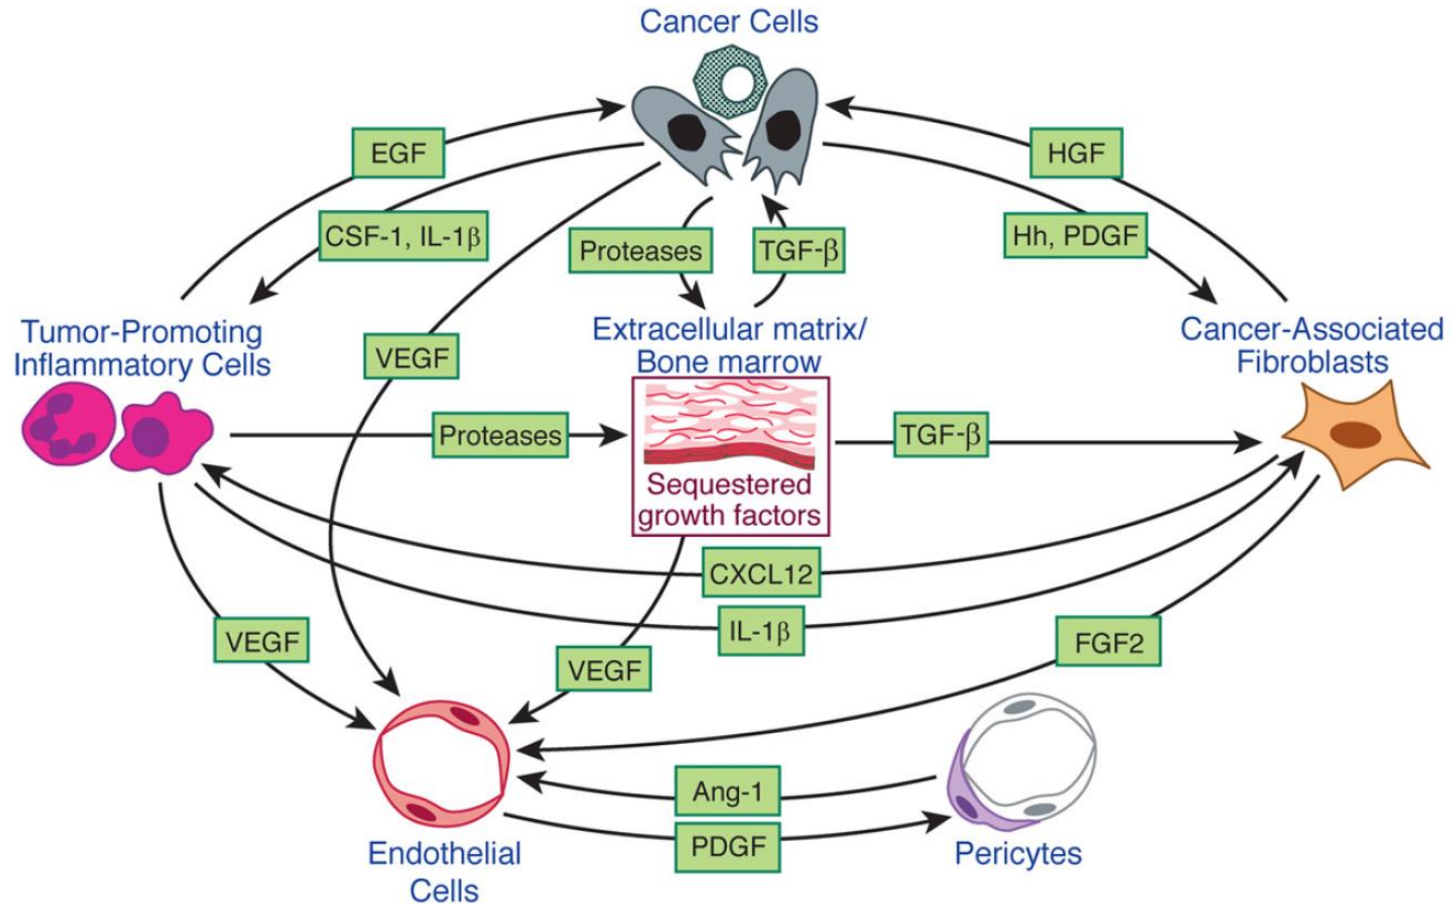 Cancer Cells
EGF
HGF
CSF-1, IL-1β
Hh, PDGF
Proteases
TGF-β
Tumor-Promoting
Inflammatory Cells
Extracellular matrix/
Bone marrow
Cancer-Associated
Fibroblasts
VEGF
Proteases
TGF-β
Sequestered
growth factors
CXCL12
IL-1β
VEGF
VEGF
FGF2
Ang-1
PDGF
Endothelial
Cells
Pericytes